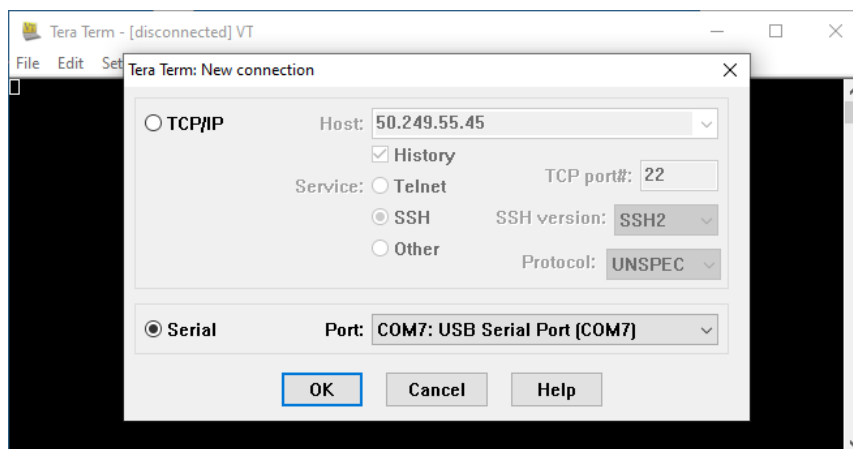 Tera Term - [disconnected] VT
File Edit Set
Tera Term: New connection
TCP/IP Host: 50.249.55.45
History
Service: Telnet TCP port#: 22
SSH SSH version: SSH2
Other Protocol: UNSPEC
Serial Port: COM7: USB Serial Port (COM7)
OK Cancel Help